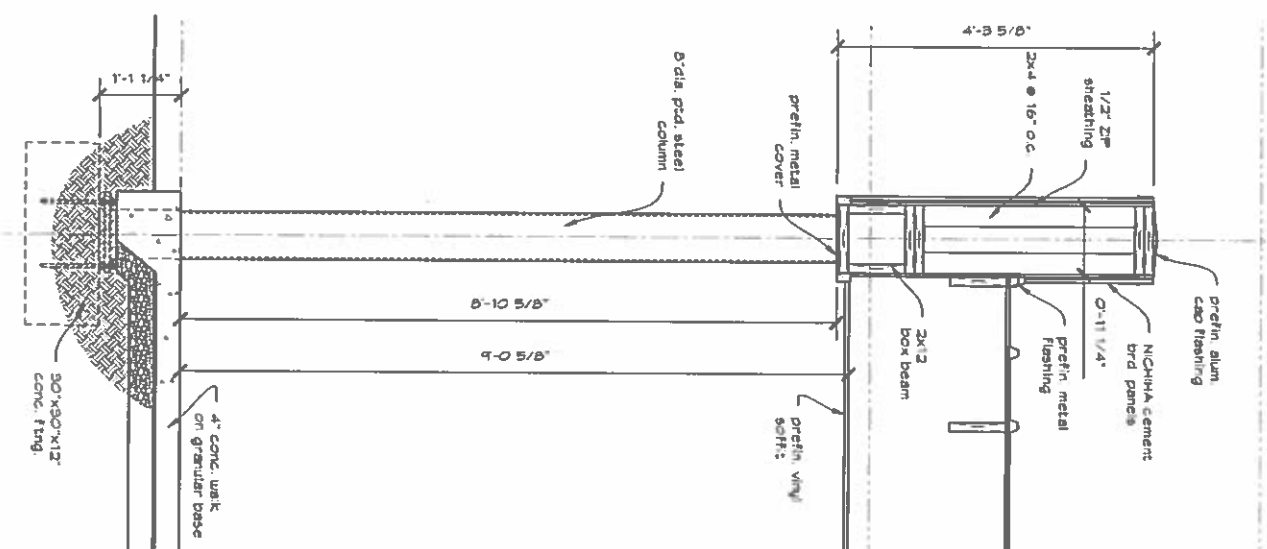 4'-3 5/8"
1'-1 1/4"
8"dia. ptd. steel
column
prefin. metal
cover
2x4 @ 16" o.c.
1/2" ZIP
sheathing
prefin. alum.
cap flashing
NICHIHA cement
brd panels
0'-11 1/4"
prefin. metal
flashing
2x12
box beam
8'-10 5/8"
9-0 5/8"
prefin. vinyl
soffit
4" conc. walk
on granular base
conc. ftng.